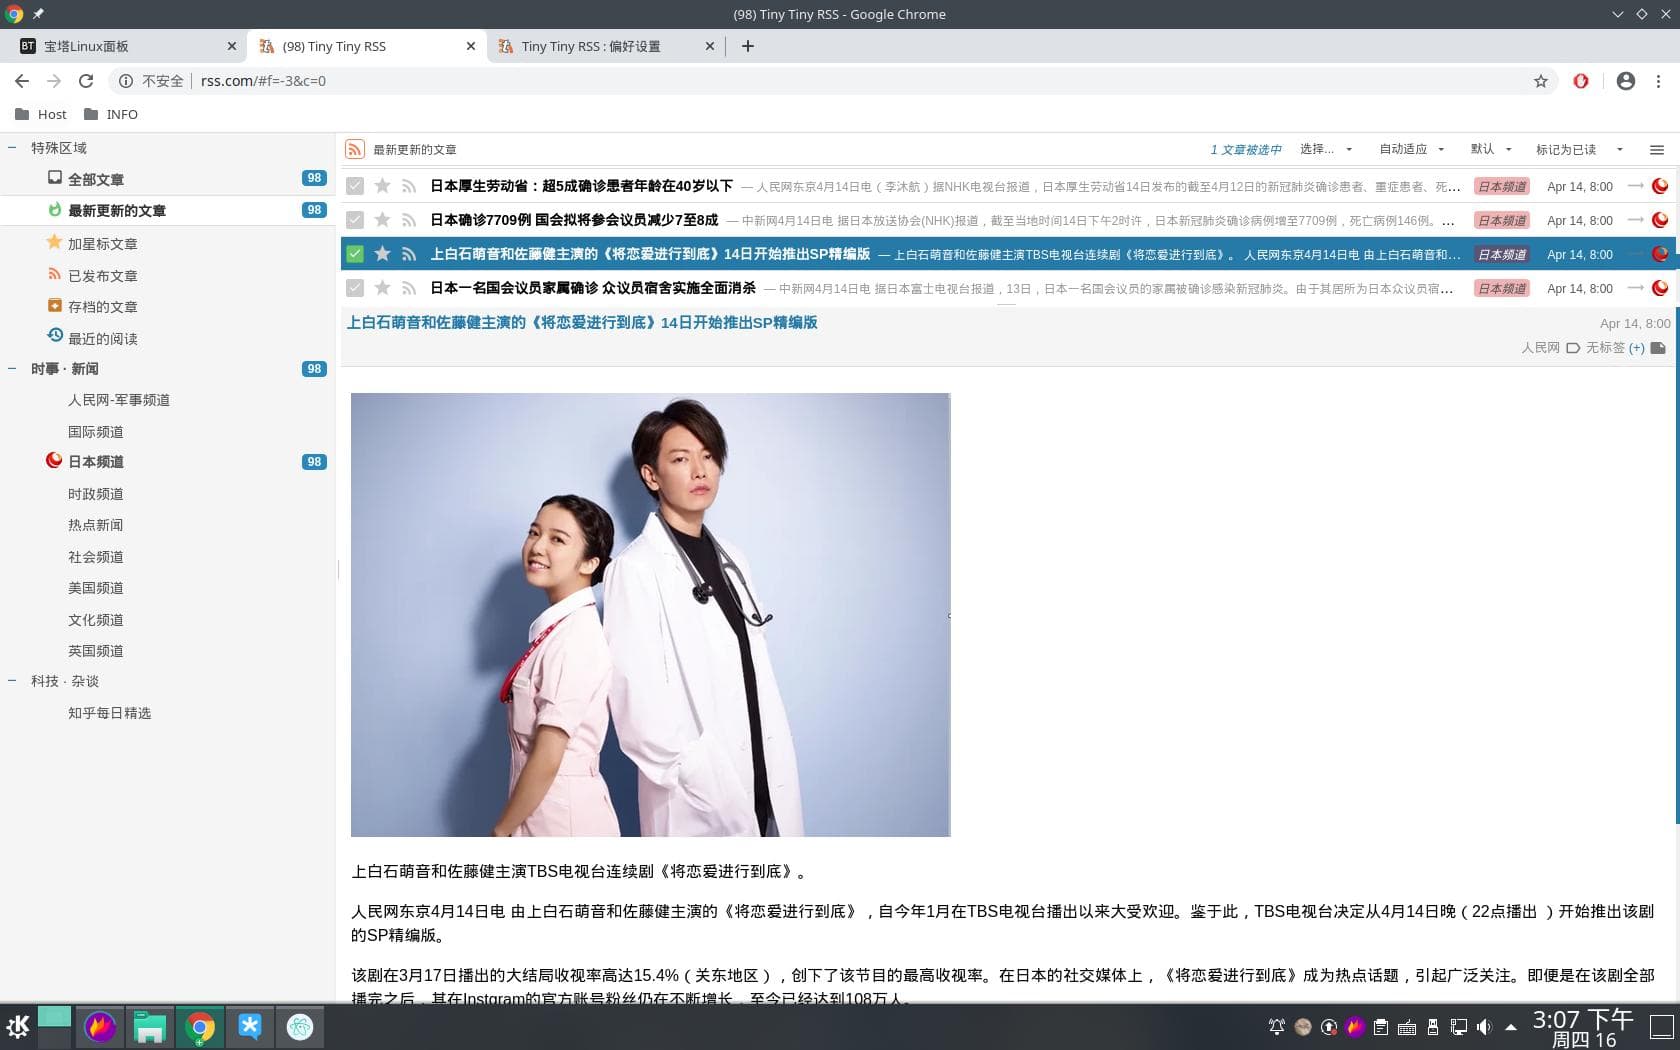 (98) Tiny Tiny RSS - Google Chrome
BT 宝塔Linux面板
(98) Tiny Tiny RSS
Tiny Tiny RSS : 偏好设置
不安全 rss.com/#f=-3&c=0
Host INFO
特殊区域
全部文章 98
最新更新的文章 98
加星标文章
已发布文章
存档的文章
最近的阅读
时事 · 新闻 98
人民网-军事频道
国际频道
日本频道 98
时政频道
热点新闻
社会频道
美国频道
文化频道
英国频道
科技 · 杂谈
知乎每日精选
最新更新的文章 1 文章被选中 选择... 自动适应 默认 标记为已读
日本厚生劳动省：超5成确诊患者年龄在40岁以下 — 人民网东京4月14日电（李沐航）据NHK电视台报道，日本厚生劳动省14日发布的截至4月12日的新冠肺炎确诊患者、重症患者、死... 日本频道 Apr 14, 8:00
日本确诊7709例 国会拟将参会议员减少7至8成 — 中新网4月14日电 据日本放送协会(NHK)报道，截至当地时间14日下午2时许，日本新冠肺炎确诊病例增至7709例，死亡病例146例。... 日本频道 Apr 14, 8:00
上白石萌音和佐藤健主演的《将恋爱进行到底》14日开始推出SP精编版 — 上白石萌音和佐藤健主演TBS电视台连续剧《将恋爱进行到底》。 人民网东京4月14日电 由上白石萌音和... 日本频道 Apr 14, 8:00
日本一名国会议员家属确诊 众议员宿舍实施全面消杀 — 中新网4月14日电 据日本富士电视台报道，13日，日本一名国会议员的家属被确诊感染新冠肺炎。由于其居所为日本众议员宿... 日本频道 Apr 14, 8:00
上白石萌音和佐藤健主演的《将恋爱进行到底》14日开始推出SP精编版 Apr 14, 8:00
人民网 无标签 (+)
上白石萌音和佐藤健主演TBS电视台连续剧《将恋爱进行到底》。
人民网东京4月14日电 由上白石萌音和佐藤健主演的《将恋爱进行到底》，自今年1月在TBS电视台播出以来大受欢迎。鉴于此，TBS电视台决定从4月14日晚（22点播出 ）开始推出该剧
的SP精编版。
该剧在3月17日播出的大结局收视率高达15.4%（关东地区），创下了该节目的最高收视率。在日本的社交媒体上，《将恋爱进行到底》成为热点话题，引起广泛关注。即便是在该剧全部
播完之后，其在Instgram的官方账号粉丝仍在不断增长，至今已经达到108万人。
3:07 下午
周四 16